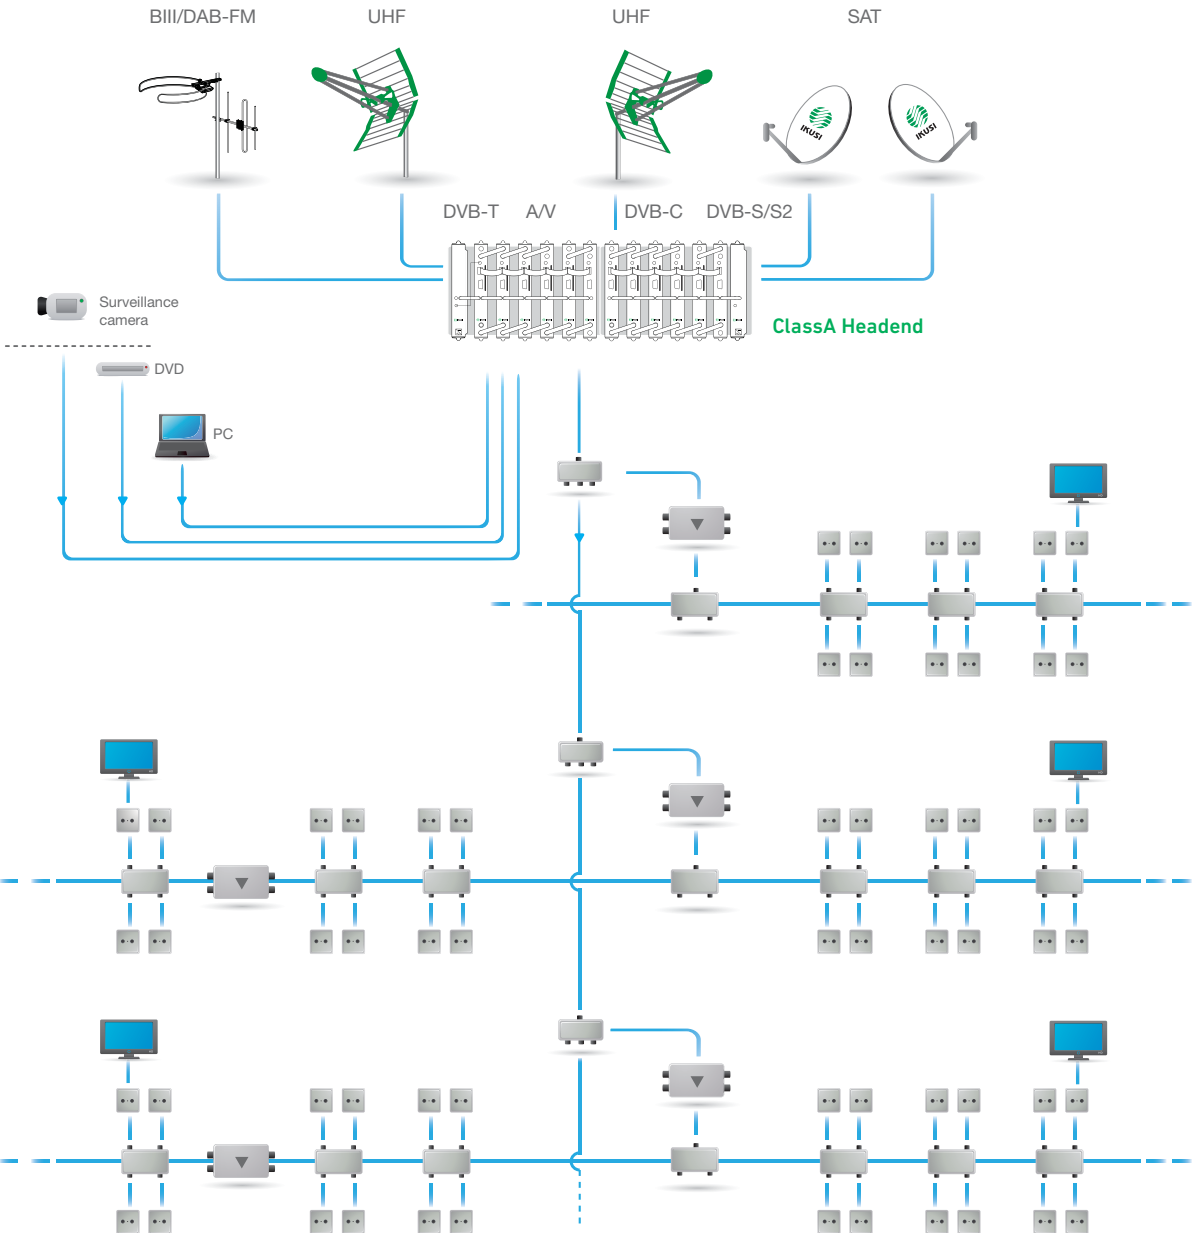 BIII/DAB-FM
UHF
UHF
SAT
IKUSI
IKUSI
DVB-T
A/V
DVB-C
DVB-S/S2
Surveillance
camera
ClassA Headend
DVD
PC